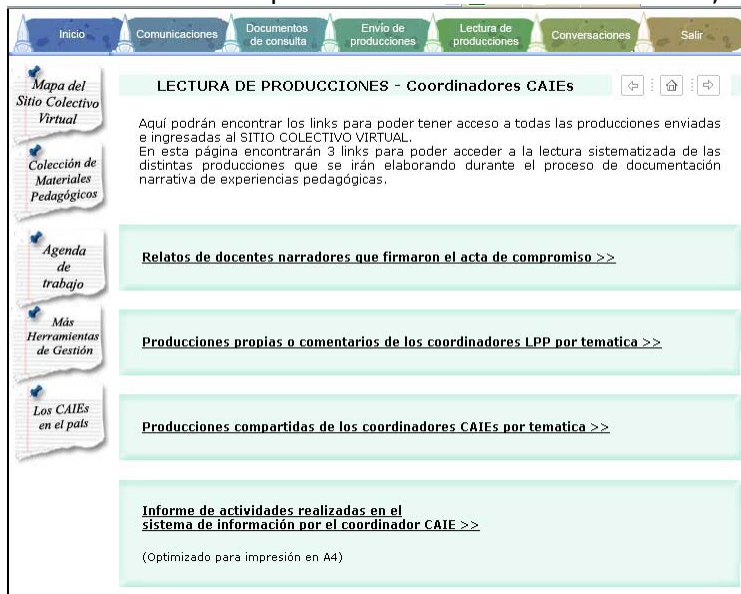 Inicio
Comunicaciones
Documentos
de consulta
Envío de
producciones
Lectura de
producciones
Conversaciones
Salir
Mapa del
Sitio Colectivo
Virtual
Colección de
Materiales
Pedagógicos
Agenda
de
trabajo
Más
Herramientas
de Gestión
Los CAIEs
en el país
LECTURA DE PRODUCCIONES - Coordinadores CAIEs
Aquí podrán encontrar los links para poder tener acceso a todas las producciones enviadas
e ingresadas al SITIO COLECTIVO VIRTUAL.
En esta página encontrarán 3 links para poder acceder a la lectura sistematizada de las
distintas producciones que se irán elaborando durante el proceso de documentación
narrativa de experiencias pedagógicas.
Relatos de docentes narradores que firmaron el acta de compromiso >>
Producciones propias o comentarios de los coordinadores LPP por tematica >>
Producciones compartidas de los coordinadores CAIEs por tematica >>
Informe de actividades realizadas en el
sistema de información por el coordinador CAIE >>
(Optimizado para impresión en A4)